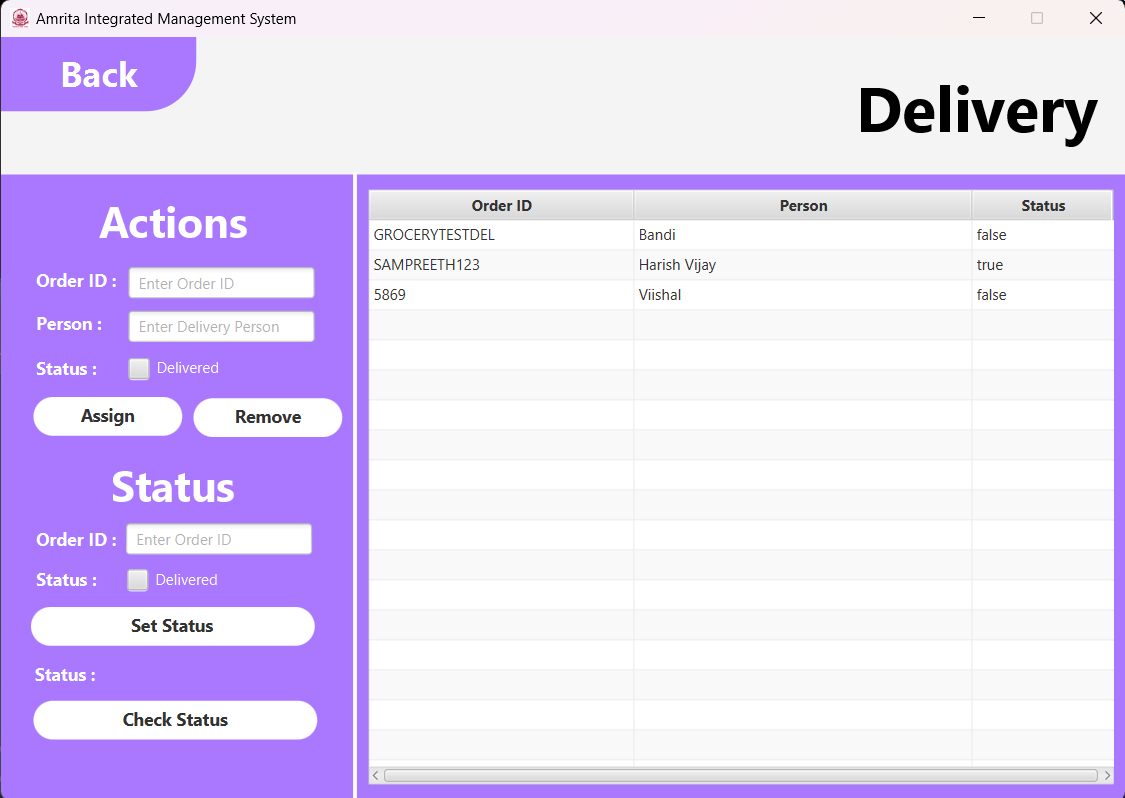 Amrita Integrated Management System
Back
Delivery
Actions
Order ID : Enter Order ID
Person : Enter Delivery Person
Status : Delivered
Assign Remove
Status
Order ID : Enter Order ID
Status : Delivered
Set Status
Status :
Check Status
Order ID Person Status
GROCERYTESTDEL Bandi false
SAMPREETH123 Harish Vijay true
5869 Viishal false